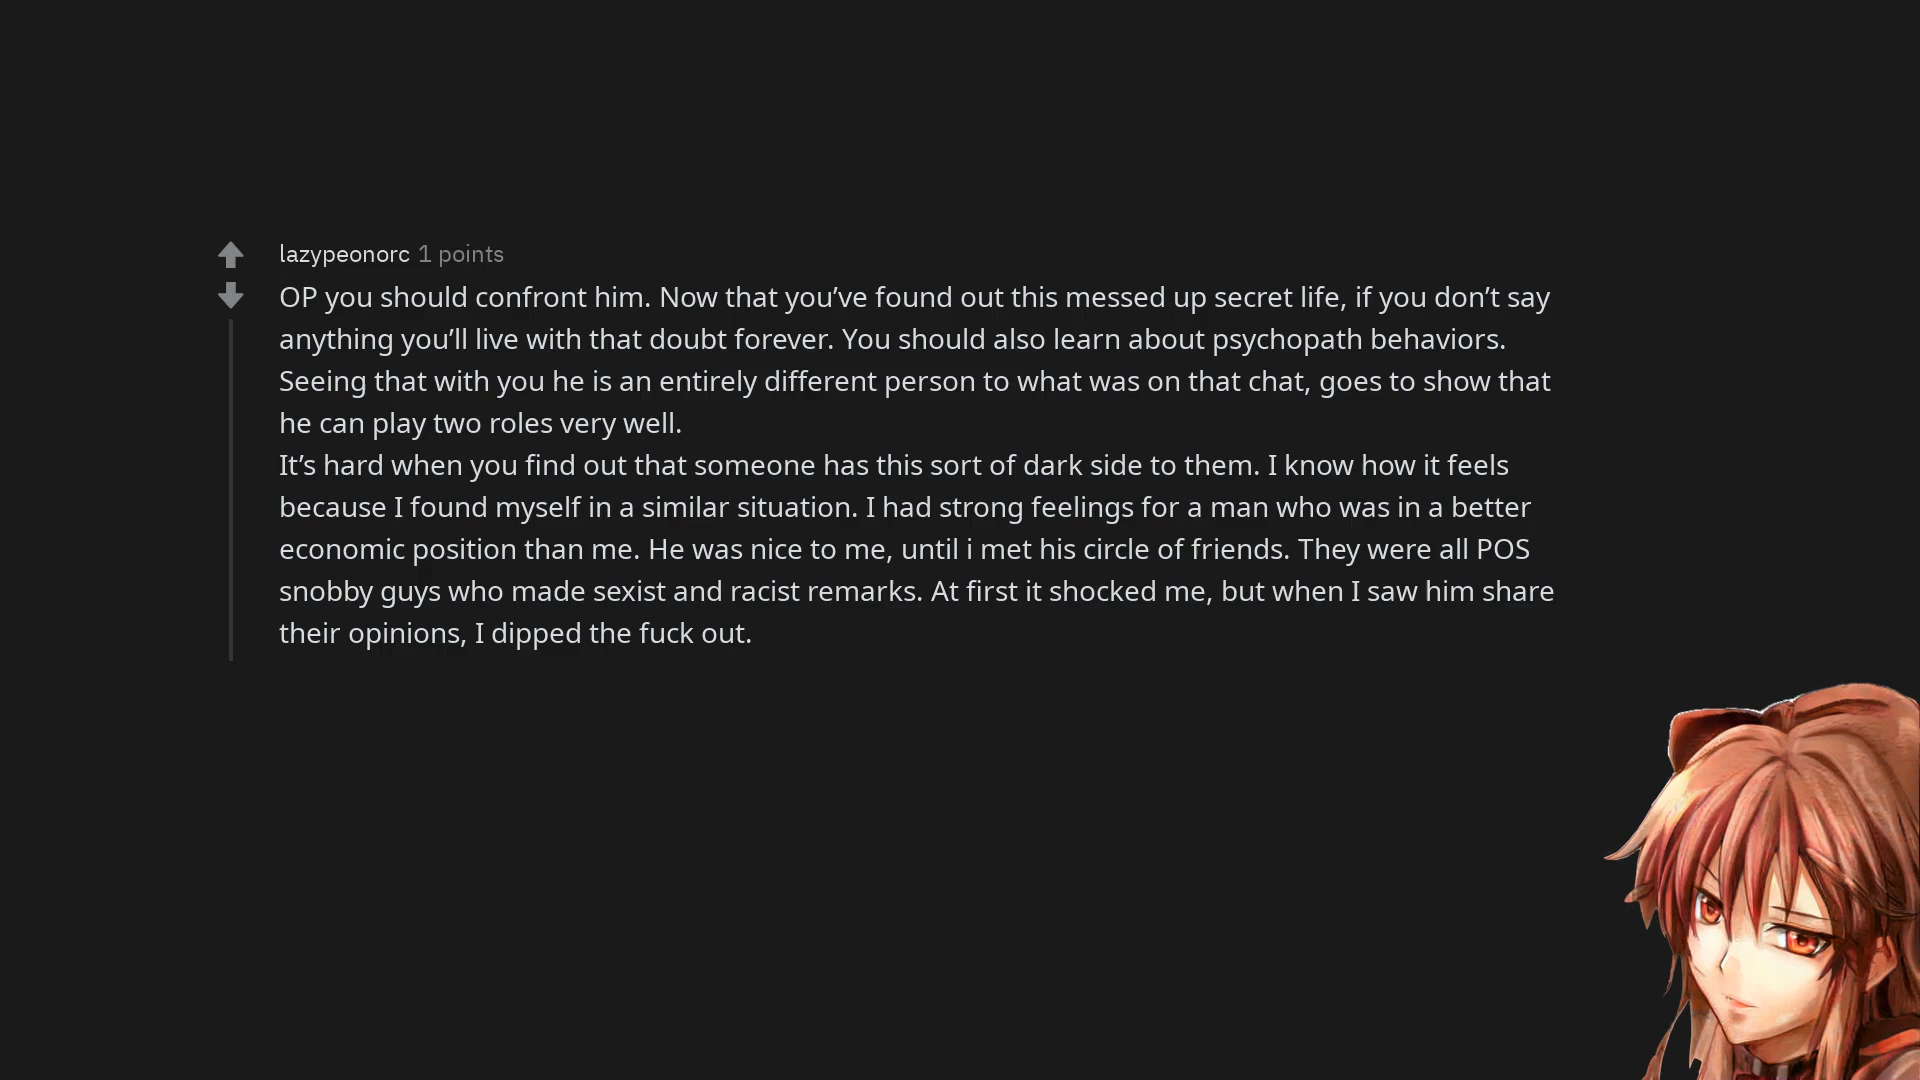 lazypeonorc 1 points
OP you should confront him. Now that you’ve found out this messed up secret life, if you don’t say
anything you’ll live with that doubt forever. You should also learn about psychopath behaviors.
Seeing that with you he is an entirely different person to what was on that chat, goes to show that
he can play two roles very well.
It’s hard when you find out that someone has this sort of dark side to them. I know how it feels
because I found myself in a similar situation. I had strong feelings for a man who was in a better
economic position than me. He was nice to me, until i met his circle of friends. They were all POS
snobby guys who made sexist and racist remarks. At first it shocked me, but when I saw him share
their opinions, I dipped the fuck out.